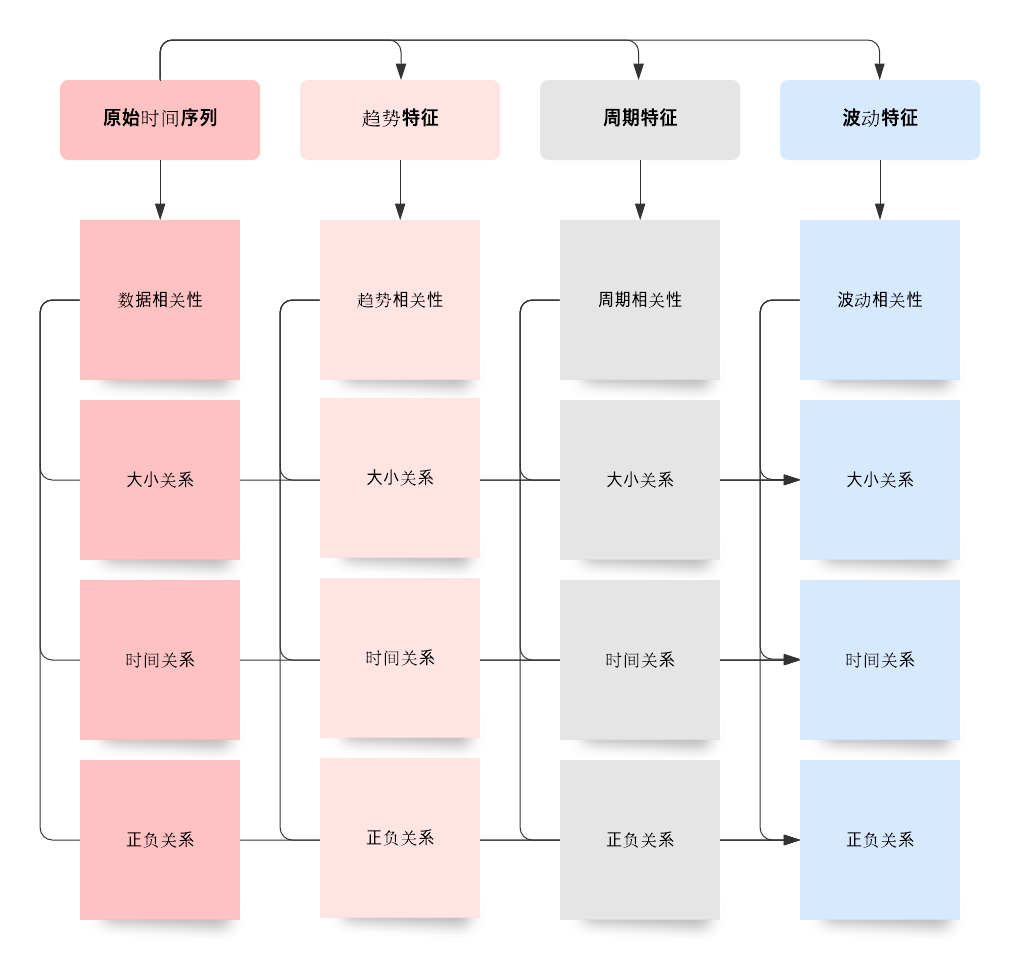 原始时间序列
趋势特征
周期特征
波动特征
数据相关性
趋势相关性
周期相关性
波动相关性
大小关系
大小关系
大小关系
大小关系
时间关系
时间关系
时间关系
时间关系
正负关系
正负关系
正负关系
正负关系